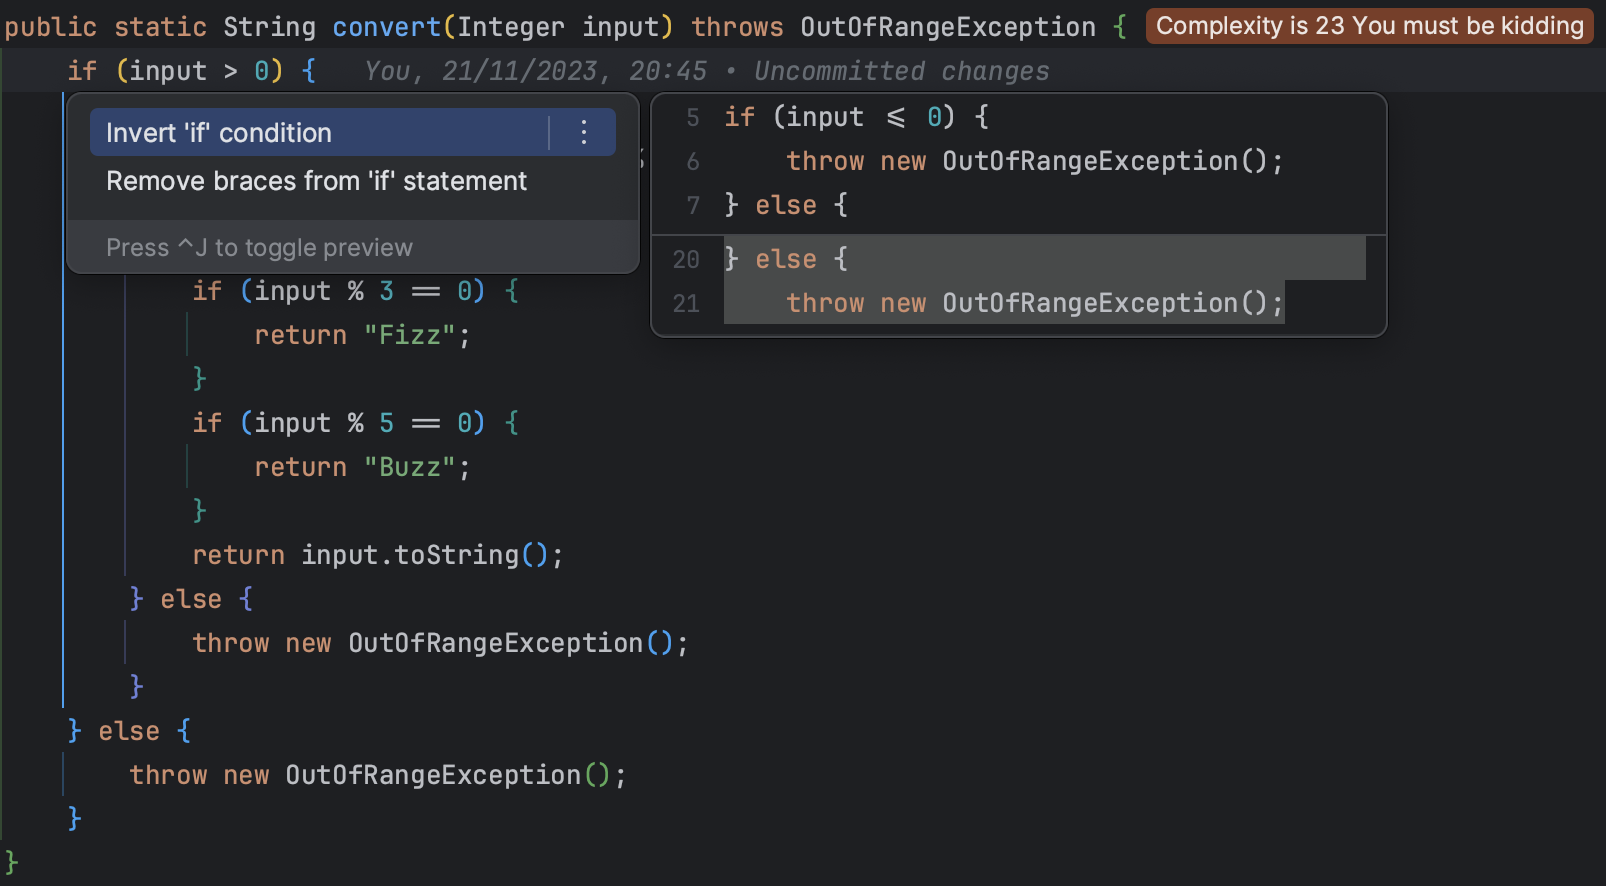 public static String convert(Integer input) throws OutOfRangeException { Complexity is 23 You must be kidding
if (input > 0) { You, 21/11/2023, 20:45 • Uncommitted changes
Invert 'if' condition
Remove braces from 'if' statement
Press ^J to toggle preview
5 if (input <= 0) {
6 throw new OutOfRangeException();
7 } else {
20 } else {
21 throw new OutOfRangeException();
if (input % 3 == 0) {
return "Fizz";
}
if (input % 5 == 0) {
return "Buzz";
}
return input.toString();
} else {
throw new OutOfRangeException();
}
} else {
throw new OutOfRangeException();
}
}